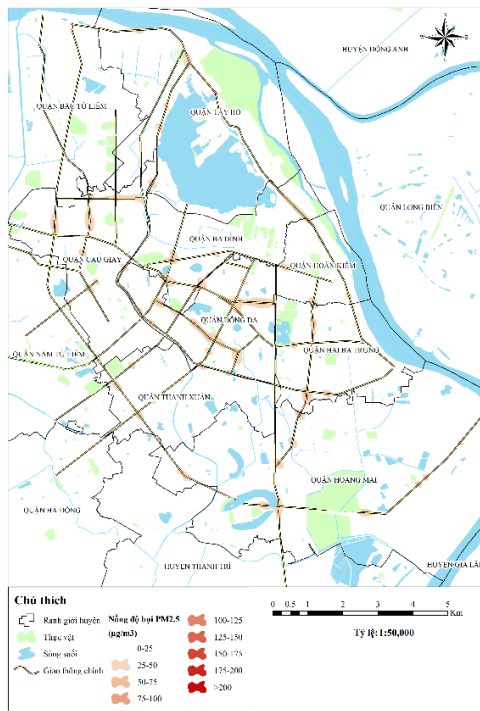 HUYỆN ĐÔNG ANH
QUẬN BẮC TỪ LIÊM
QUẬN TÂY HỒ
QUẬN LONG BIÊN
QUẬN BA ĐÌNH
QUẬN CẦU GIẤY
QUẬN HOÀN KIẾM
QUẬN ĐỐNG ĐA
QUẬN HAI BÀ TRƯNG
QUẬN NAM TỪ LIÊM
QUẬN THANH XUÂN
QUẬN HOÀNG MAI
QUẬN HÀ ĐÔNG
HUYỆN THANH TRÌ
HUYỆN GIA LÂM
Chú thích
Ranh giới huyện
Thực vật
Sông suối
Giao thông chính
Nồng độ bụi PM2.5
(µg/m3)
0-25
25-50
50-75
75-100
100-125
125-150
150-175
175-200
>200
0 0.5 1 2 3 4 5
Km
Tỷ lệ: 1:50,000